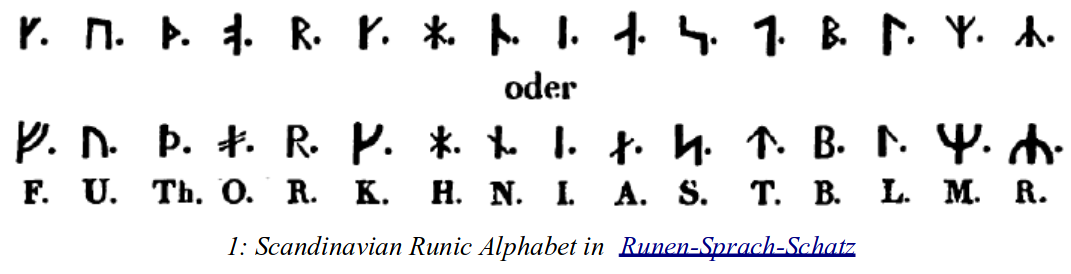 ᚠ. ᚢ. ᚦ. ᚬ. ᚱ. ᚴ. ᚼ. ᚾ. ᛁ. ᛅ. ᛋ. ᛏ. ᛒ. ᛚ. ᛘ. ᛦ.
oder
ᚠ. ᚢ. ᚦ. ᚬ. ᚱ. ᚴ. ᚼ. ᚾ. ᛁ. ᛅ. ᛋ. ᛏ. ᛒ. ᛚ. ᛘ. ᛦ.
F. U. Th. O. R. K. H. N. I. A. S. T. B. L. M. R.
1: Scandinavian Runic Alphabet in Runen-Sprach-Schatz